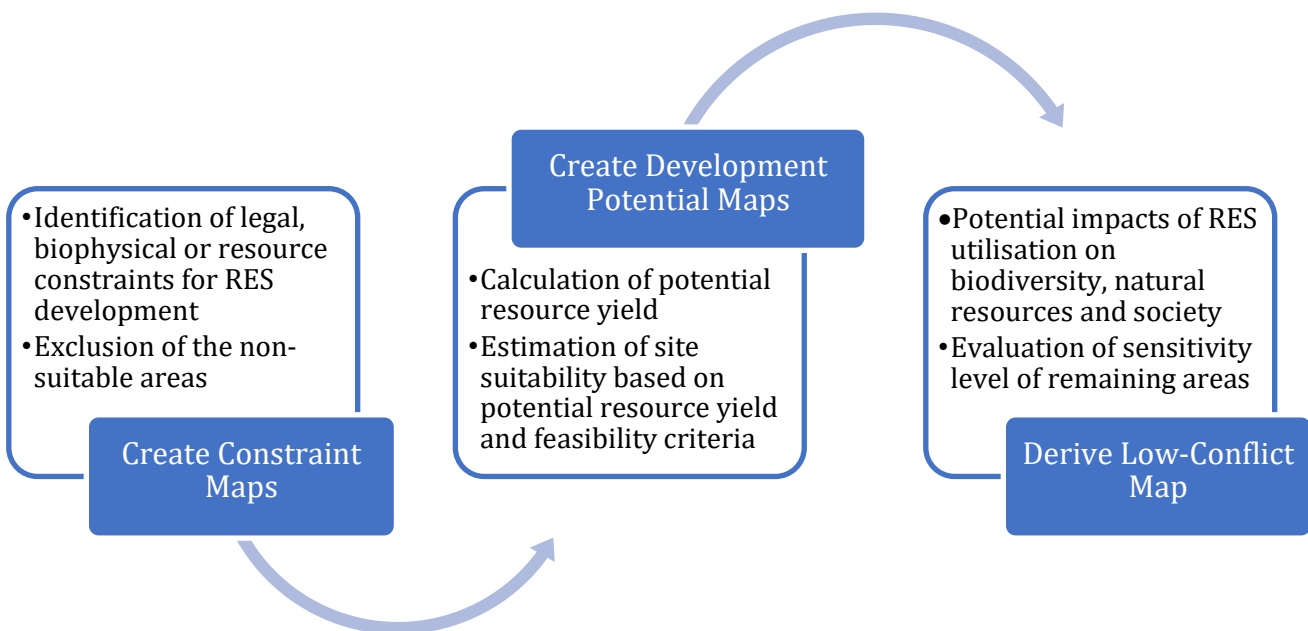 •Identification of legal,
biophysical or resource
constraints for RES
development
•Exclusion of the non-
suitable areas
Create Constraint
Maps
Create Development
Potential Maps
•Calculation of potential
resource yield
•Estimation of site
suitability based on
potential resource yield
and feasibility criteria
•Potential impacts of RES
utilisation on
biodiversity, natural
resources and society
•Evaluation of sensitivity
level of remaining areas
Derive Low-Conflict
Map